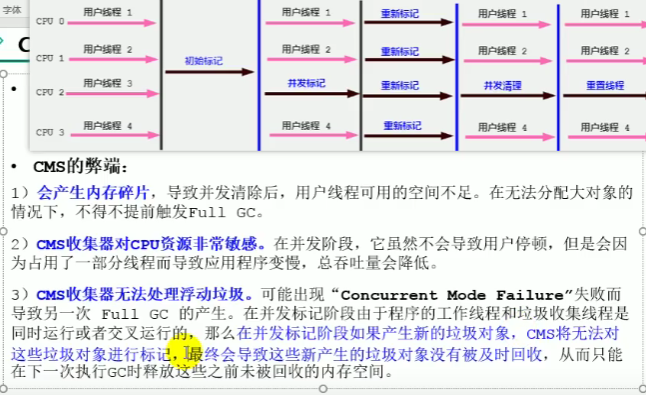 字体
CPU 0
用户线程 1
用户线程 1
重新标记
用户线程 1
用户线程 1
CPU 1
用户线程 2
初始标记
用户线程 2
重新标记
用户线程 2
用户线程 2
CPU 2
用户线程 3
并发标记
重新标记
并发清理
重置线程
CPU 3
用户线程 4
用户线程 4
重新标记
用户线程 4
用户线程 4
• CMS的弊端：
1）会产生内存碎片，导致并发清除后，用户线程可用的空间不足。在无法分配大对象的
情况下，不得不提前触发Full GC。
2）CMS收集器对CPU资源非常敏感。在并发阶段，它虽然不会导致用户停顿，但是会因
为占用了一部分线程而导致应用程序变慢，总吞吐量会降低。
3）CMS收集器无法处理浮动垃圾。可能出现“Concurrent Mode Failure”失败而
导致另一次 Full GC 的产生。在并发标记阶段由于程序的工作线程和垃圾收集线程是
同时运行或者交叉运行的，那么在并发标记阶段如果产生新的垃圾对象，CMS将无法对
这些垃圾对象进行标记，最终会导致这些新产生的垃圾对象没有被及时回收，从而只能
在下一次执行GC时释放这些之前未被回收的内存空间。